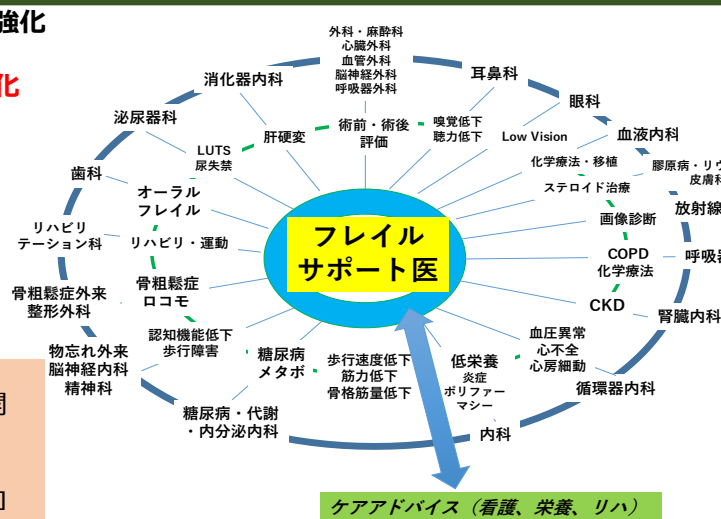 強化
化
外科・麻酔科
心臓外科
血管外科
脳神経外科
呼吸器外科
消化器内科
耳鼻科
泌尿器科
眼科
血液内科
肝硬変
術前・術後
評価
嗅覚低下
聴力低下
Low Vision
LUTS
尿失禁
化学療法・移植
膠原病・リウ
皮膚科
歯科
オーラル
フレイル
ステロイド治療
放射線
画像診断
リハビリ
テーション科
リハビリ・運動
フレイル
サポート医
COPD
化学療法
呼吸器
骨粗鬆症外来
整形外科
骨粗鬆症
ロコモ
CKD
腎臓内科
認知機能低下
歩行障害
血圧異常
心不全
心房細動
物忘れ外来
脳神経内科
精神科
糖尿病
メタボ
歩行速度低下
筋力低下
骨格筋量低下
低栄養
炎症
ポリファー
マシー
循環器内科
糖尿病・代謝
・内分泌内科
内科
ケアアドバイス（看護、栄養、リハ）